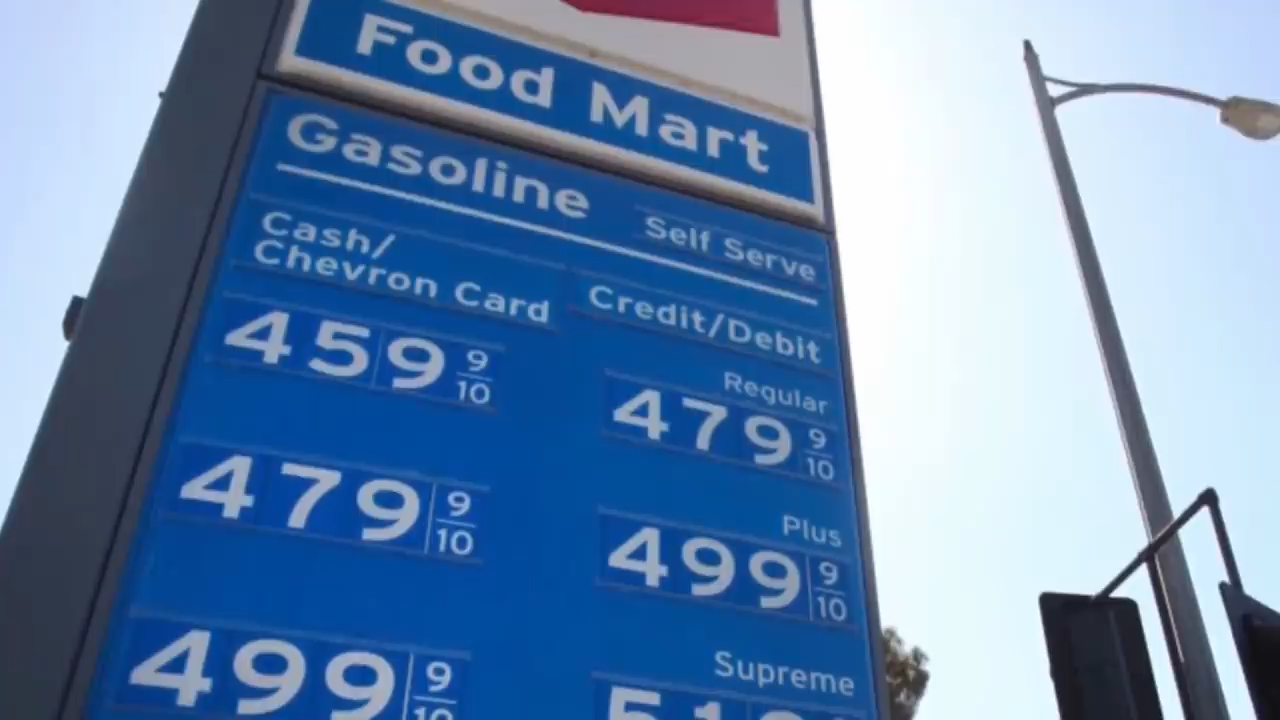 Food Mart
Gasoline
Self Serve
Cash/
Chevron Card
Credit/Debit
459 9/10
Regular
479 9/10
479 9/10
Plus
499 9/10
499 9/10
Supreme